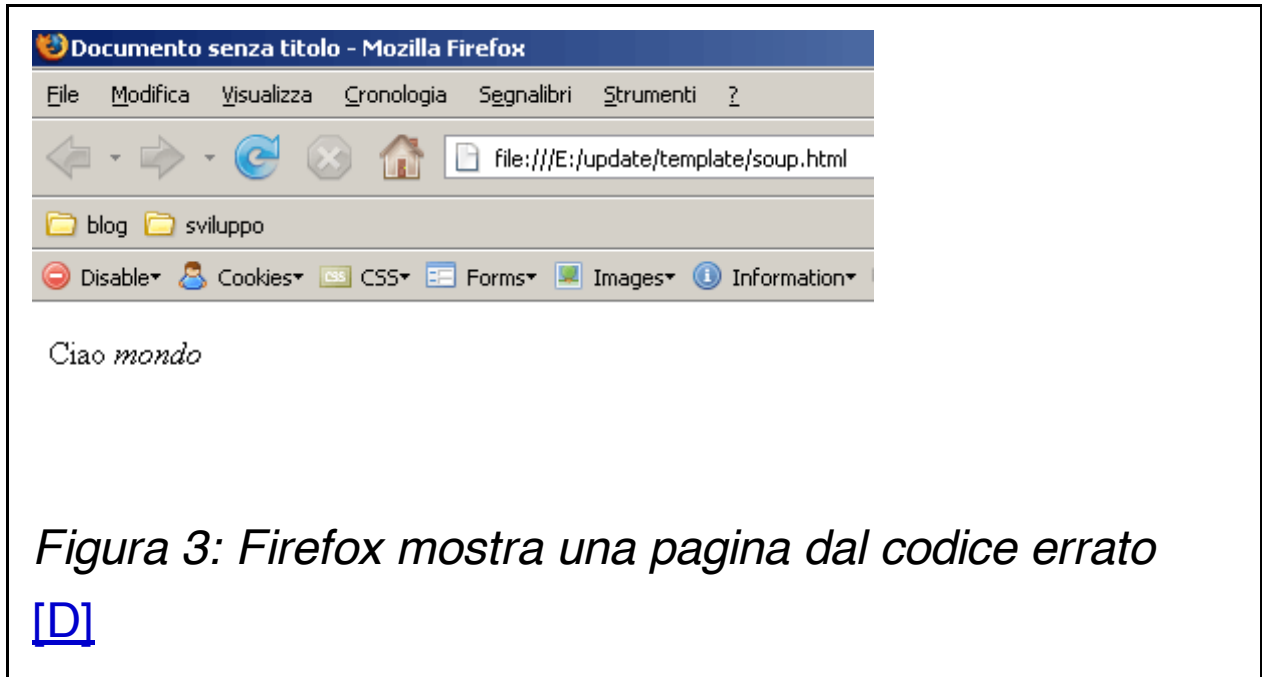 Documento senza titolo - Mozilla Firefox
File Modifica Visualizza Cronologia Segnalibri Strumenti ?
file:///E:/update/template/soup.html
blog sviluppo
Disable Cookies CSS CSS Forms Images Information
Ciao mondo
Figura 3: Firefox mostra una pagina dal codice errato
[D]